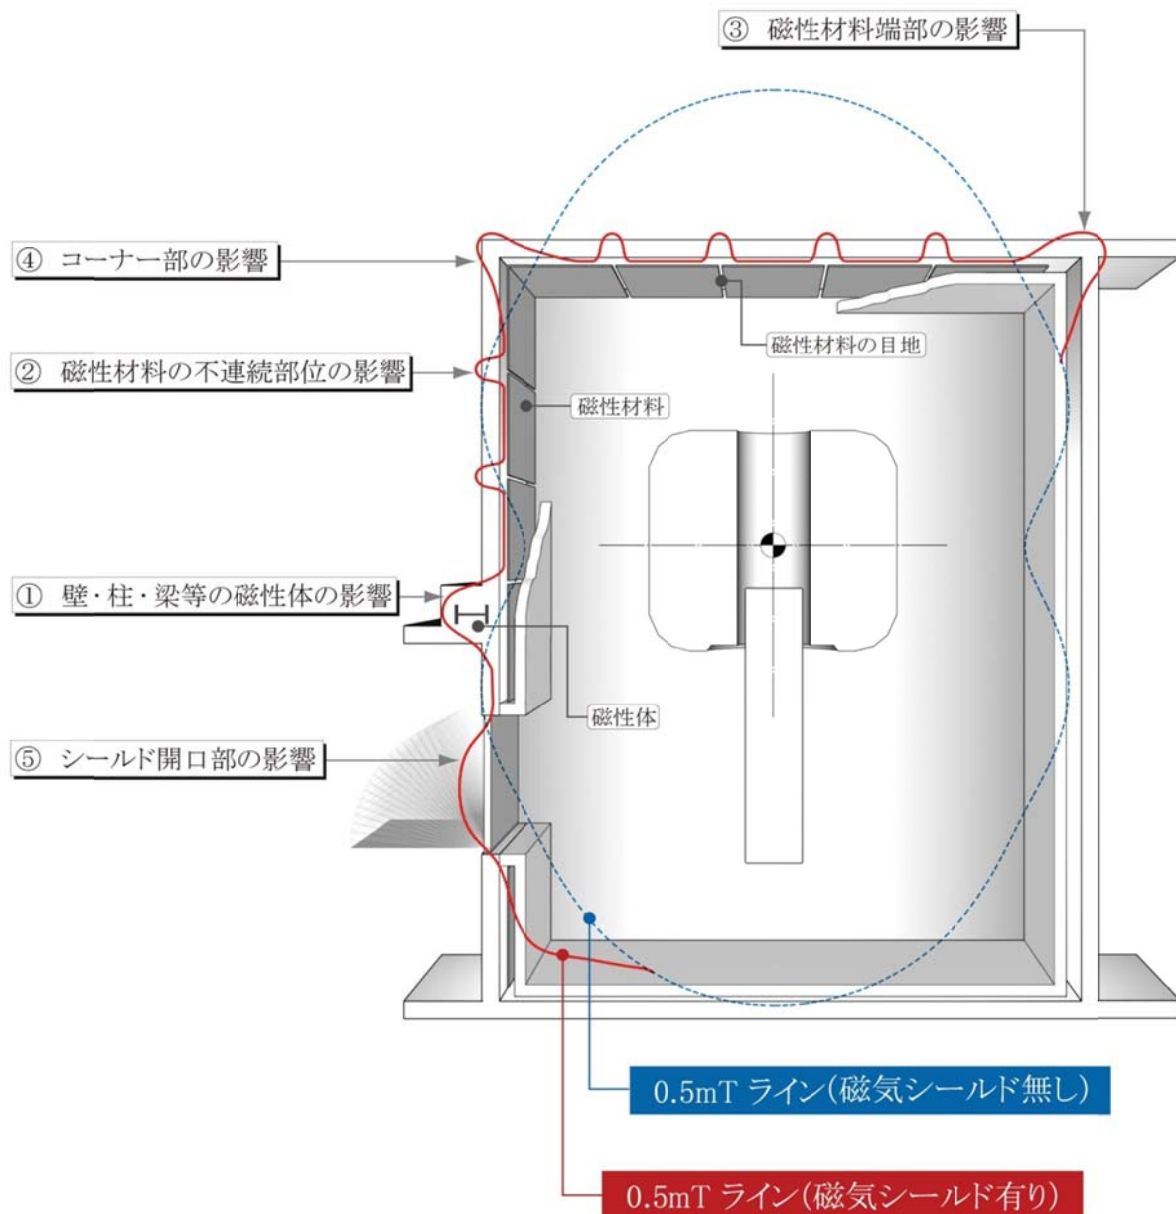 ③ 磁性材料端部の影響
④ コーナー部の影響
② 磁性材料の不連続部位の影響
磁性材料の目地
磁性材料
① 壁・柱・梁等の磁性体の影響
磁性体
⑤ シールド開口部の影響
0.5mT ライン(磁気シールド無し)
0.5mT ライン(磁気シールド有り)